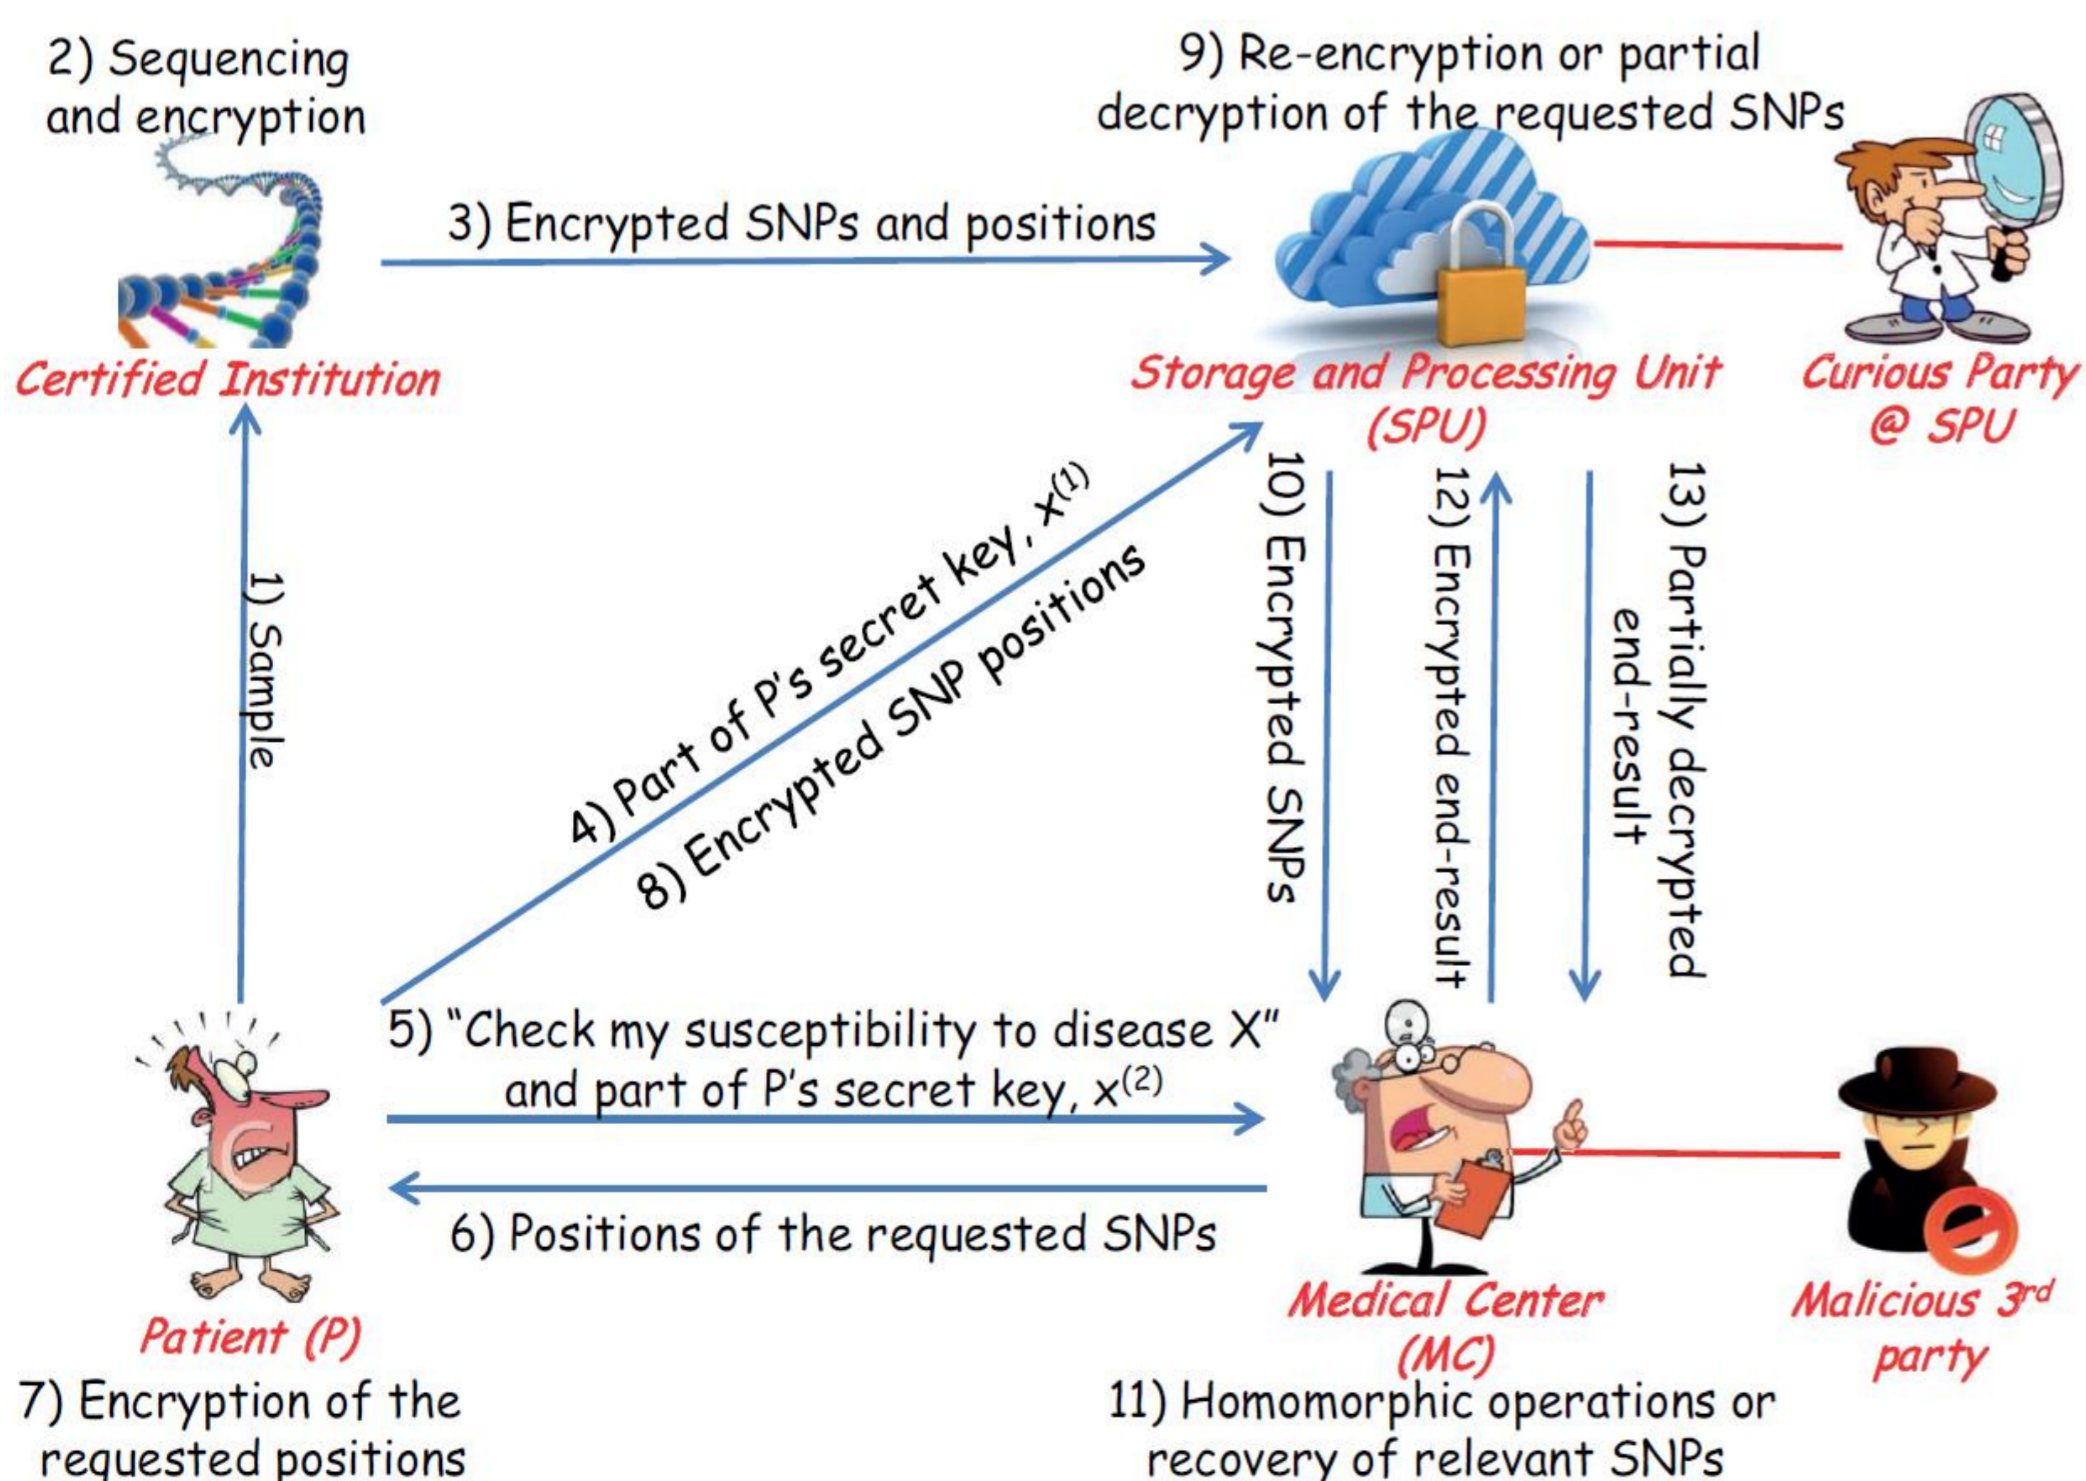 2) Sequencing
and encryption
9) Re-encryption or partial
decryption of the requested SNPs
3) Encrypted SNPs and positions
Certified Institution
Storage and Processing Unit
(SPU)
Curious Party
@ SPU
1) Sample
4) Part of P's secret key, x(1)
8) Encrypted SNP positions
10) Encrypted SNPs
12) Encrypted end-result
13) Partially decrypted
end-result
5) "Check my susceptibility to disease X"
and part of P's secret key, x(2)
6) Positions of the requested SNPs
Patient (P)
Medical Center
(MC)
Malicious 3rd
party
7) Encryption of the
requested positions
11) Homomorphic operations or
recovery of relevant SNPs